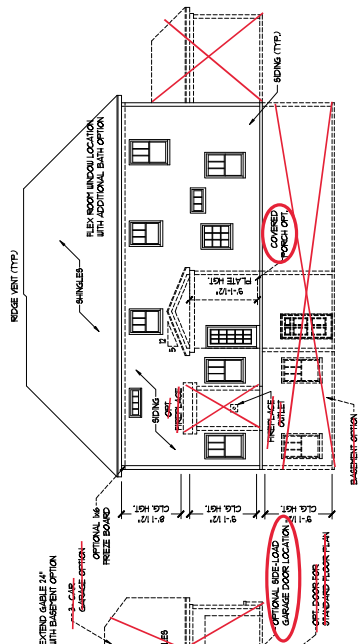 RIDGE VENT (TYP.)
SHINGLES
FLEX ROOM WINDOW LOCATION
WITH ADDITIONAL BATH OPTION
SIDING (TYP.)
12
5
9'-1-1/2"
PLATE HGT.
COVERED
PORCH OPT.
SIDING
OPT.
FIREPLACE
FIREPLACE
OUTLET
BASEMENT OPTION
OPTIONAL 1X6
FRIEZE BOARD
8'-1-1/2"
CLG. HGT.
9'-1-1/2"
CLG. HGT.
9'-1-1/2"
CLG. HGT.
EXTEND GABLE 24"
WITH BASEMENT OPTION
CAR
GARAGE OPTION
OPTIONAL SIDE-LOAD
GARAGE DOOR LOCATION
OPT. DOOR FOR
STANDARD FLOOR PLAN